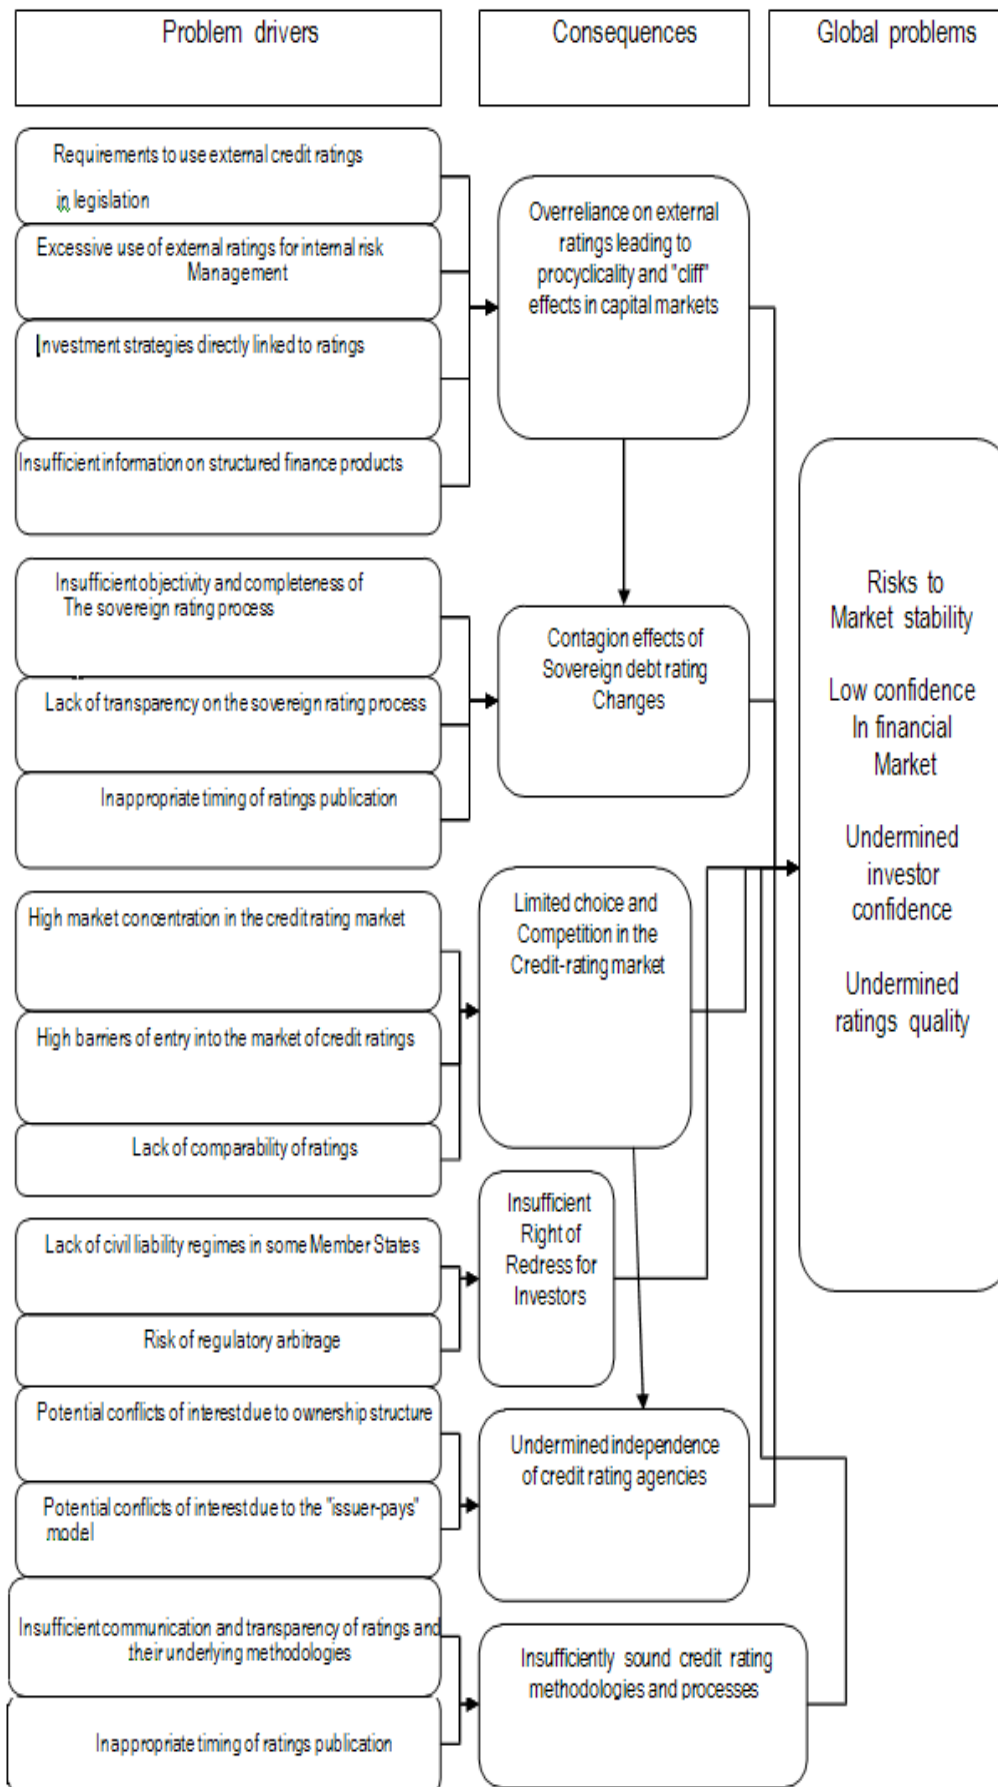 Problem drivers
Consequences
Global problems
Requirements to use external credit ratings
in legislation
Excessive use of external ratings for internal risk
Management
Investment strategies directly linked to ratings
Insufficient information on structured finance products
Overreliance on external
ratings leading to
procyclicality and "cliff"
effects in capital markets
Insufficient objectivity and completeness of
The sovereign rating process
Lack of transparency on the sovereign rating process
Inappropriate timing of ratings publication
Contagion effects of
Sovereign debt rating
Changes
High market concentration in the credit rating market
High barriers of entry into the market of credit ratings
Lack of comparability of ratings
Limited choice and
Competition in the
Credit-rating market
Lack of civil liability regimes in some Member States
Risk of regulatory arbitrage
Insufficient
Right of
Redress for
Investors
Potential conflicts of interest due to ownership structure
Potential conflicts of interest due to the "issuer-pays"
model
Undermined independence
of credit rating agencies
Insufficient communication and transparency of ratings and
their underlying methodologies
Inappropriate timing of ratings publication
Insufficiently sound credit rating
methodologies and processes
Risks to
Market stability
Low confidence
In financial
Market
Undermined
investor
confidence
Undermined
ratings quality